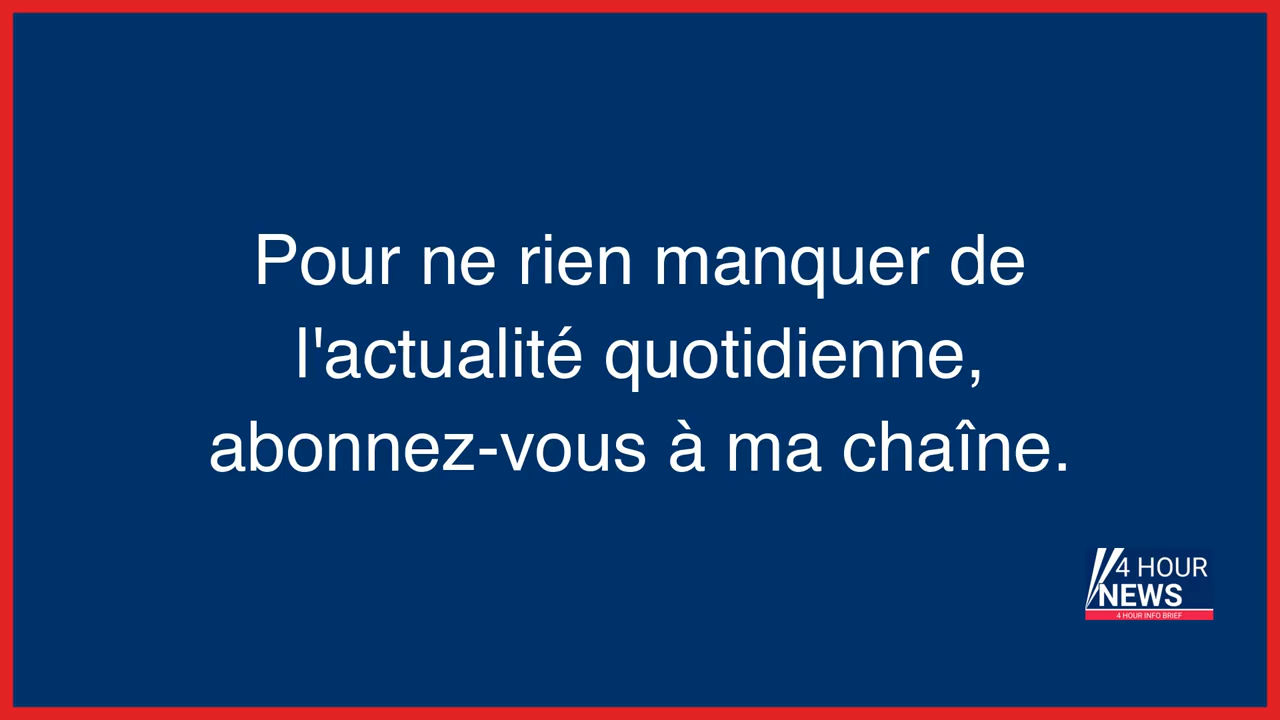 Pour ne rien manquer de
l'actualité quotidienne,
abonnez-vous à ma chaîne.
4 HOUR
NEWS
4 HOUR INFO BRIEF